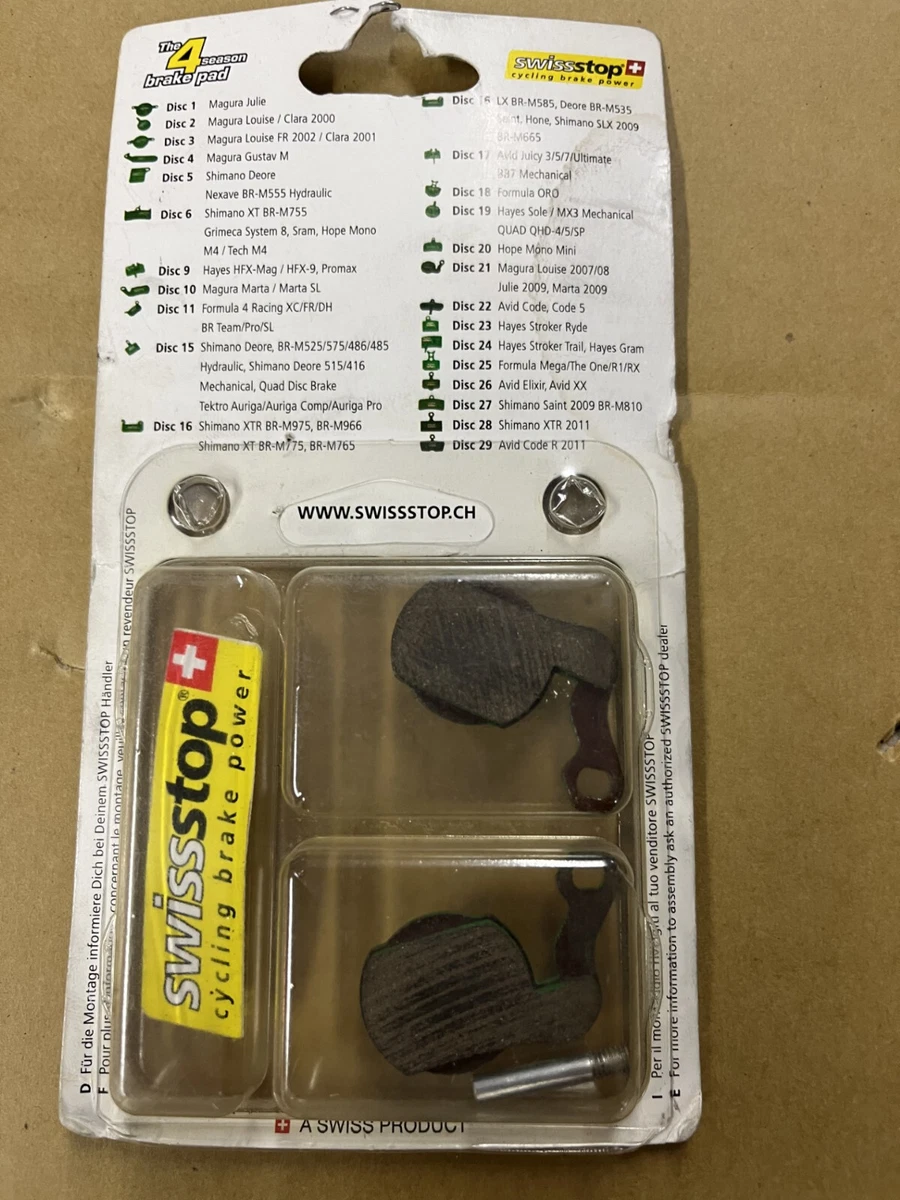 The 4 season
brake pad
swissstop
cycling brake power
Disc 1 Magura Julie
Disc 2 Magura Louise / Clara 2000
Disc 3 Magura Louise FR 2002 / Clara 2001
Disc 4 Magura Gustav M
Disc 5 Shimano Deore
Nexave BR-M555 Hydraulic
Disc 6 Shimano XT BR-M755
Grimeca System 8, Sram, Hope Mono
M4 / Tech M4
Disc 9 Hayes HFX-Mag / HFX-9, Promax
Disc 10 Magura Marta / Marta SL
Disc 11 Formula 4 Racing XC/FR/DH
BR Team/Pro/SL
Disc 15 Shimano Deore, BR-M525/575/486/485
Hydraulic, Shimano Deore 515/416
Mechanical, Quad Disc Brake
Tektro Auriga/Auriga Comp/Auriga Pro
Disc 16 Shimano XTR BR-M975, BR-M966
Shimano XT BR-M775, BR-M765
Disc 16 LX BR-M585, Deore BR-M535
Saint, Hone, Shimano SLX 2009
BR-M665
Disc 17 Avid Juicy 3/5/7/Ultimate
BB7 Mechanical
Disc 18 Formula ORO
Disc 19 Hayes Sole / MX3 Mechanical
QUAD QHD-4/5/SP
Disc 20 Hope Mono Mini
Disc 21 Magura Louise 2007/08
Julie 2009, Marta 2009
Disc 22 Avid Code, Code 5
Disc 23 Hayes Stroker Ryde
Disc 24 Hayes Stroker Trail, Hayes Gram
Disc 25 Formula Mega/The One/R1/RX
Disc 26 Avid Elixir, Avid XX
Disc 27 Shimano Saint 2009 BR-M810
Disc 28 Shimano XTR 2011
Disc 29 Avid Code R 2011
WWW.SWISSSTOP.CH
D Für die Montage informiere Dich bei Deinem SWISSSTOP Händler
F Pour plus concernant le montage, revendeur SWISSSTOP
swissstop®
cycling brake power
I Per il al tuo venditore SWISSSTOP
E For more information to assembly ask an authorized SWISSSTOP dealer
A SWISS PRODUCT